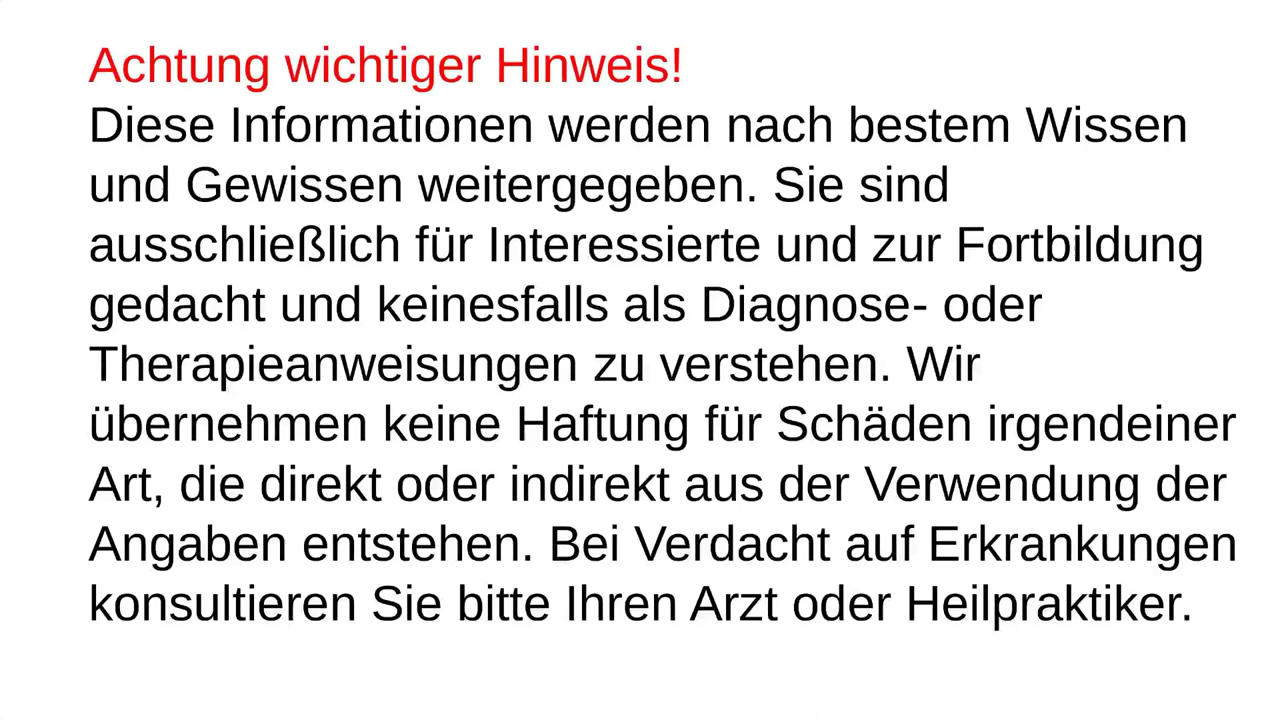 Achtung wichtiger Hinweis!
Diese Informationen werden nach bestem Wissen
und Gewissen weitergegeben. Sie sind
ausschließlich für Interessierte und zur Fortbildung
gedacht und keinesfalls als Diagnose- oder
Therapieanweisungen zu verstehen. Wir
übernehmen keine Haftung für Schäden irgendeiner
Art, die direkt oder indirekt aus der Verwendung der
Angaben entstehen. Bei Verdacht auf Erkrankungen
konsultieren Sie bitte Ihren Arzt oder Heilpraktiker.